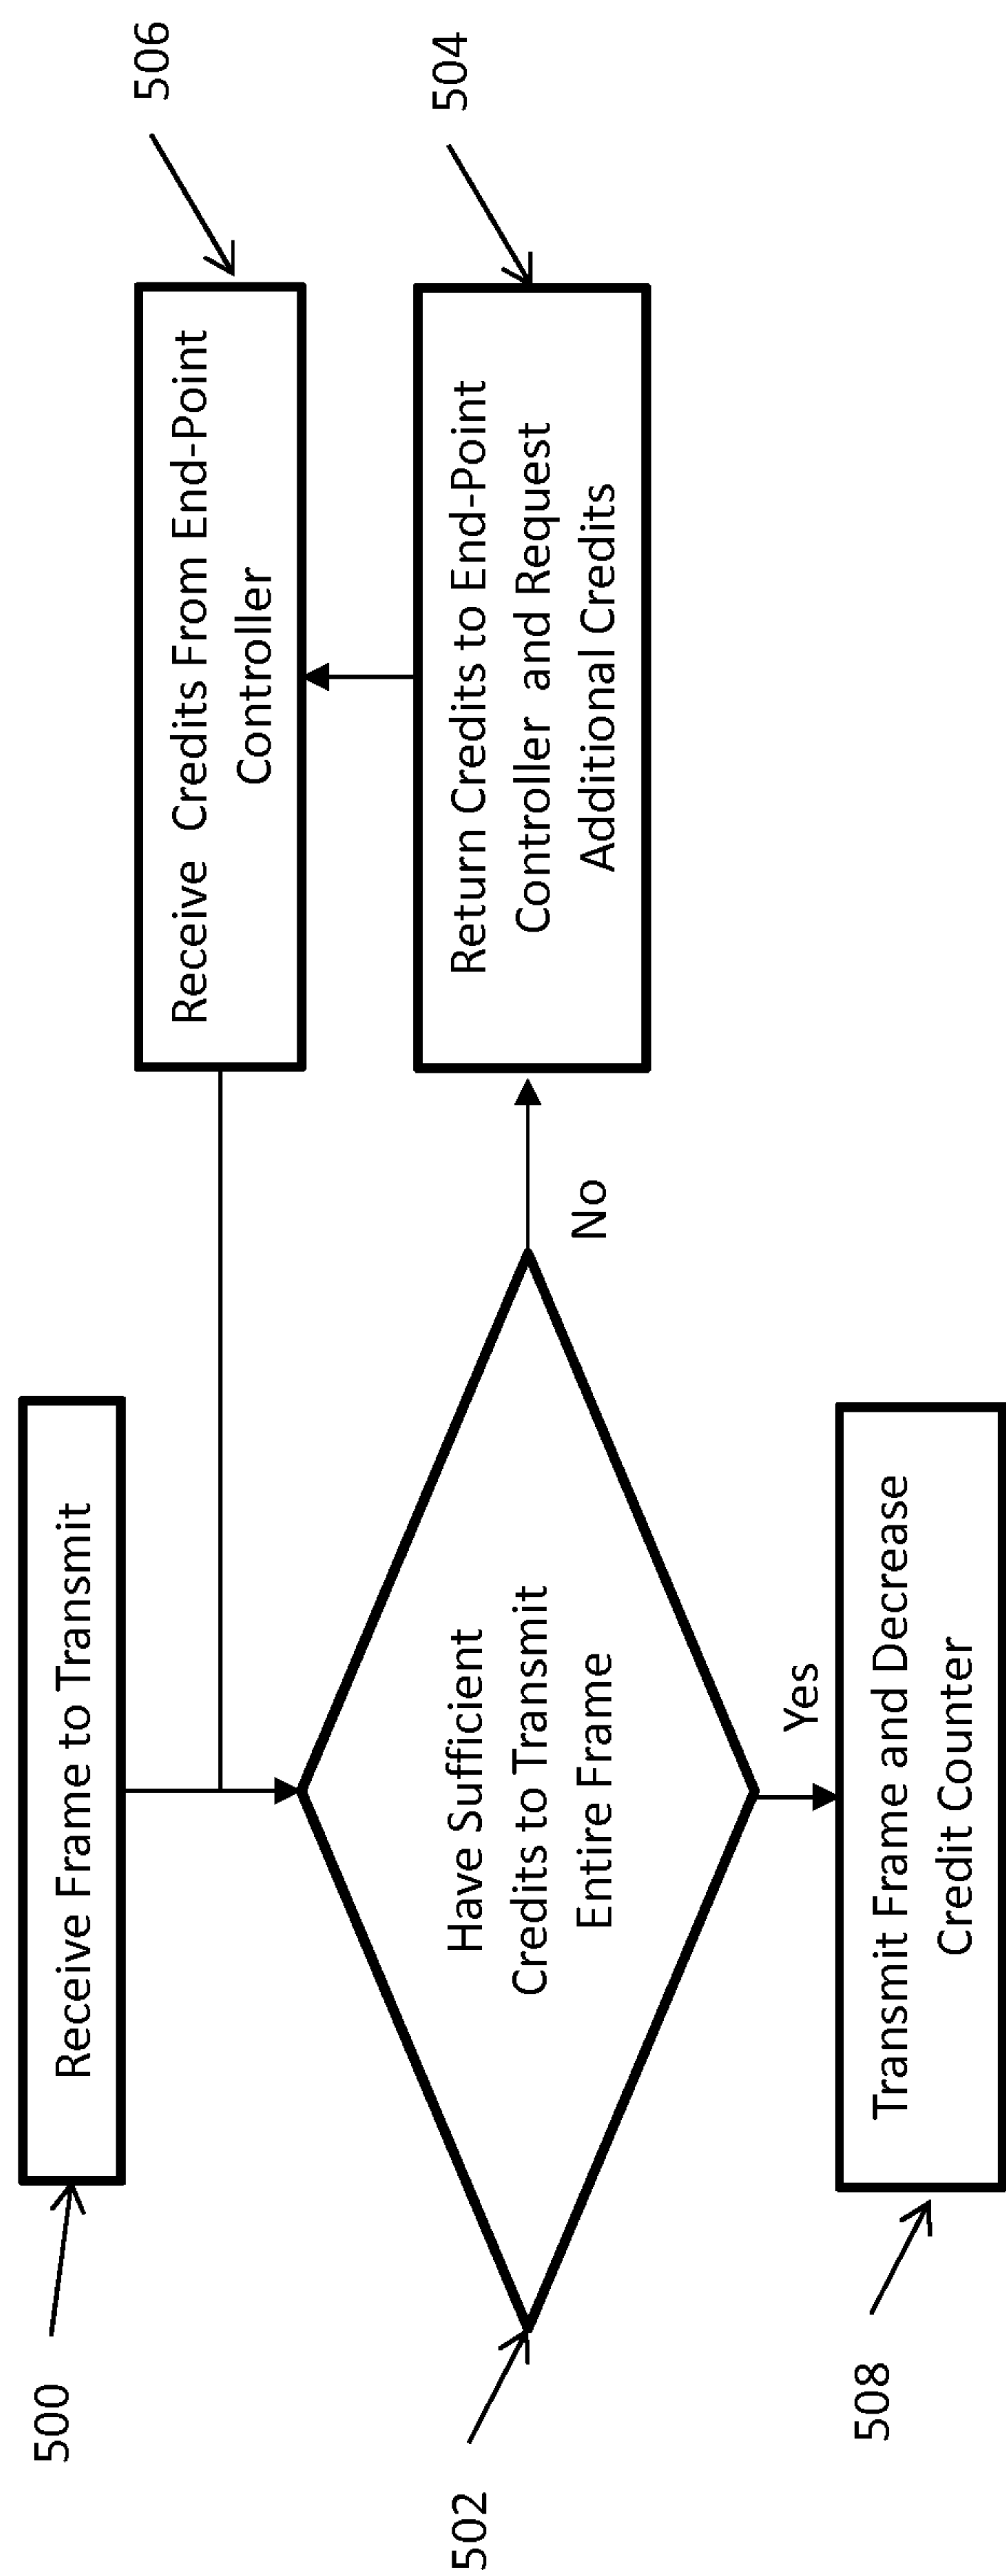 500
Receive Frame to Transmit
506
Receive Credits From End-Point
Controller
502
Have Sufficient
Credits to Transmit
Entire Frame
No
504
Return Credits to End-Point
Controller and Request
Additional Credits
Yes
508
Transmit Frame and Decrease
Credit Counter